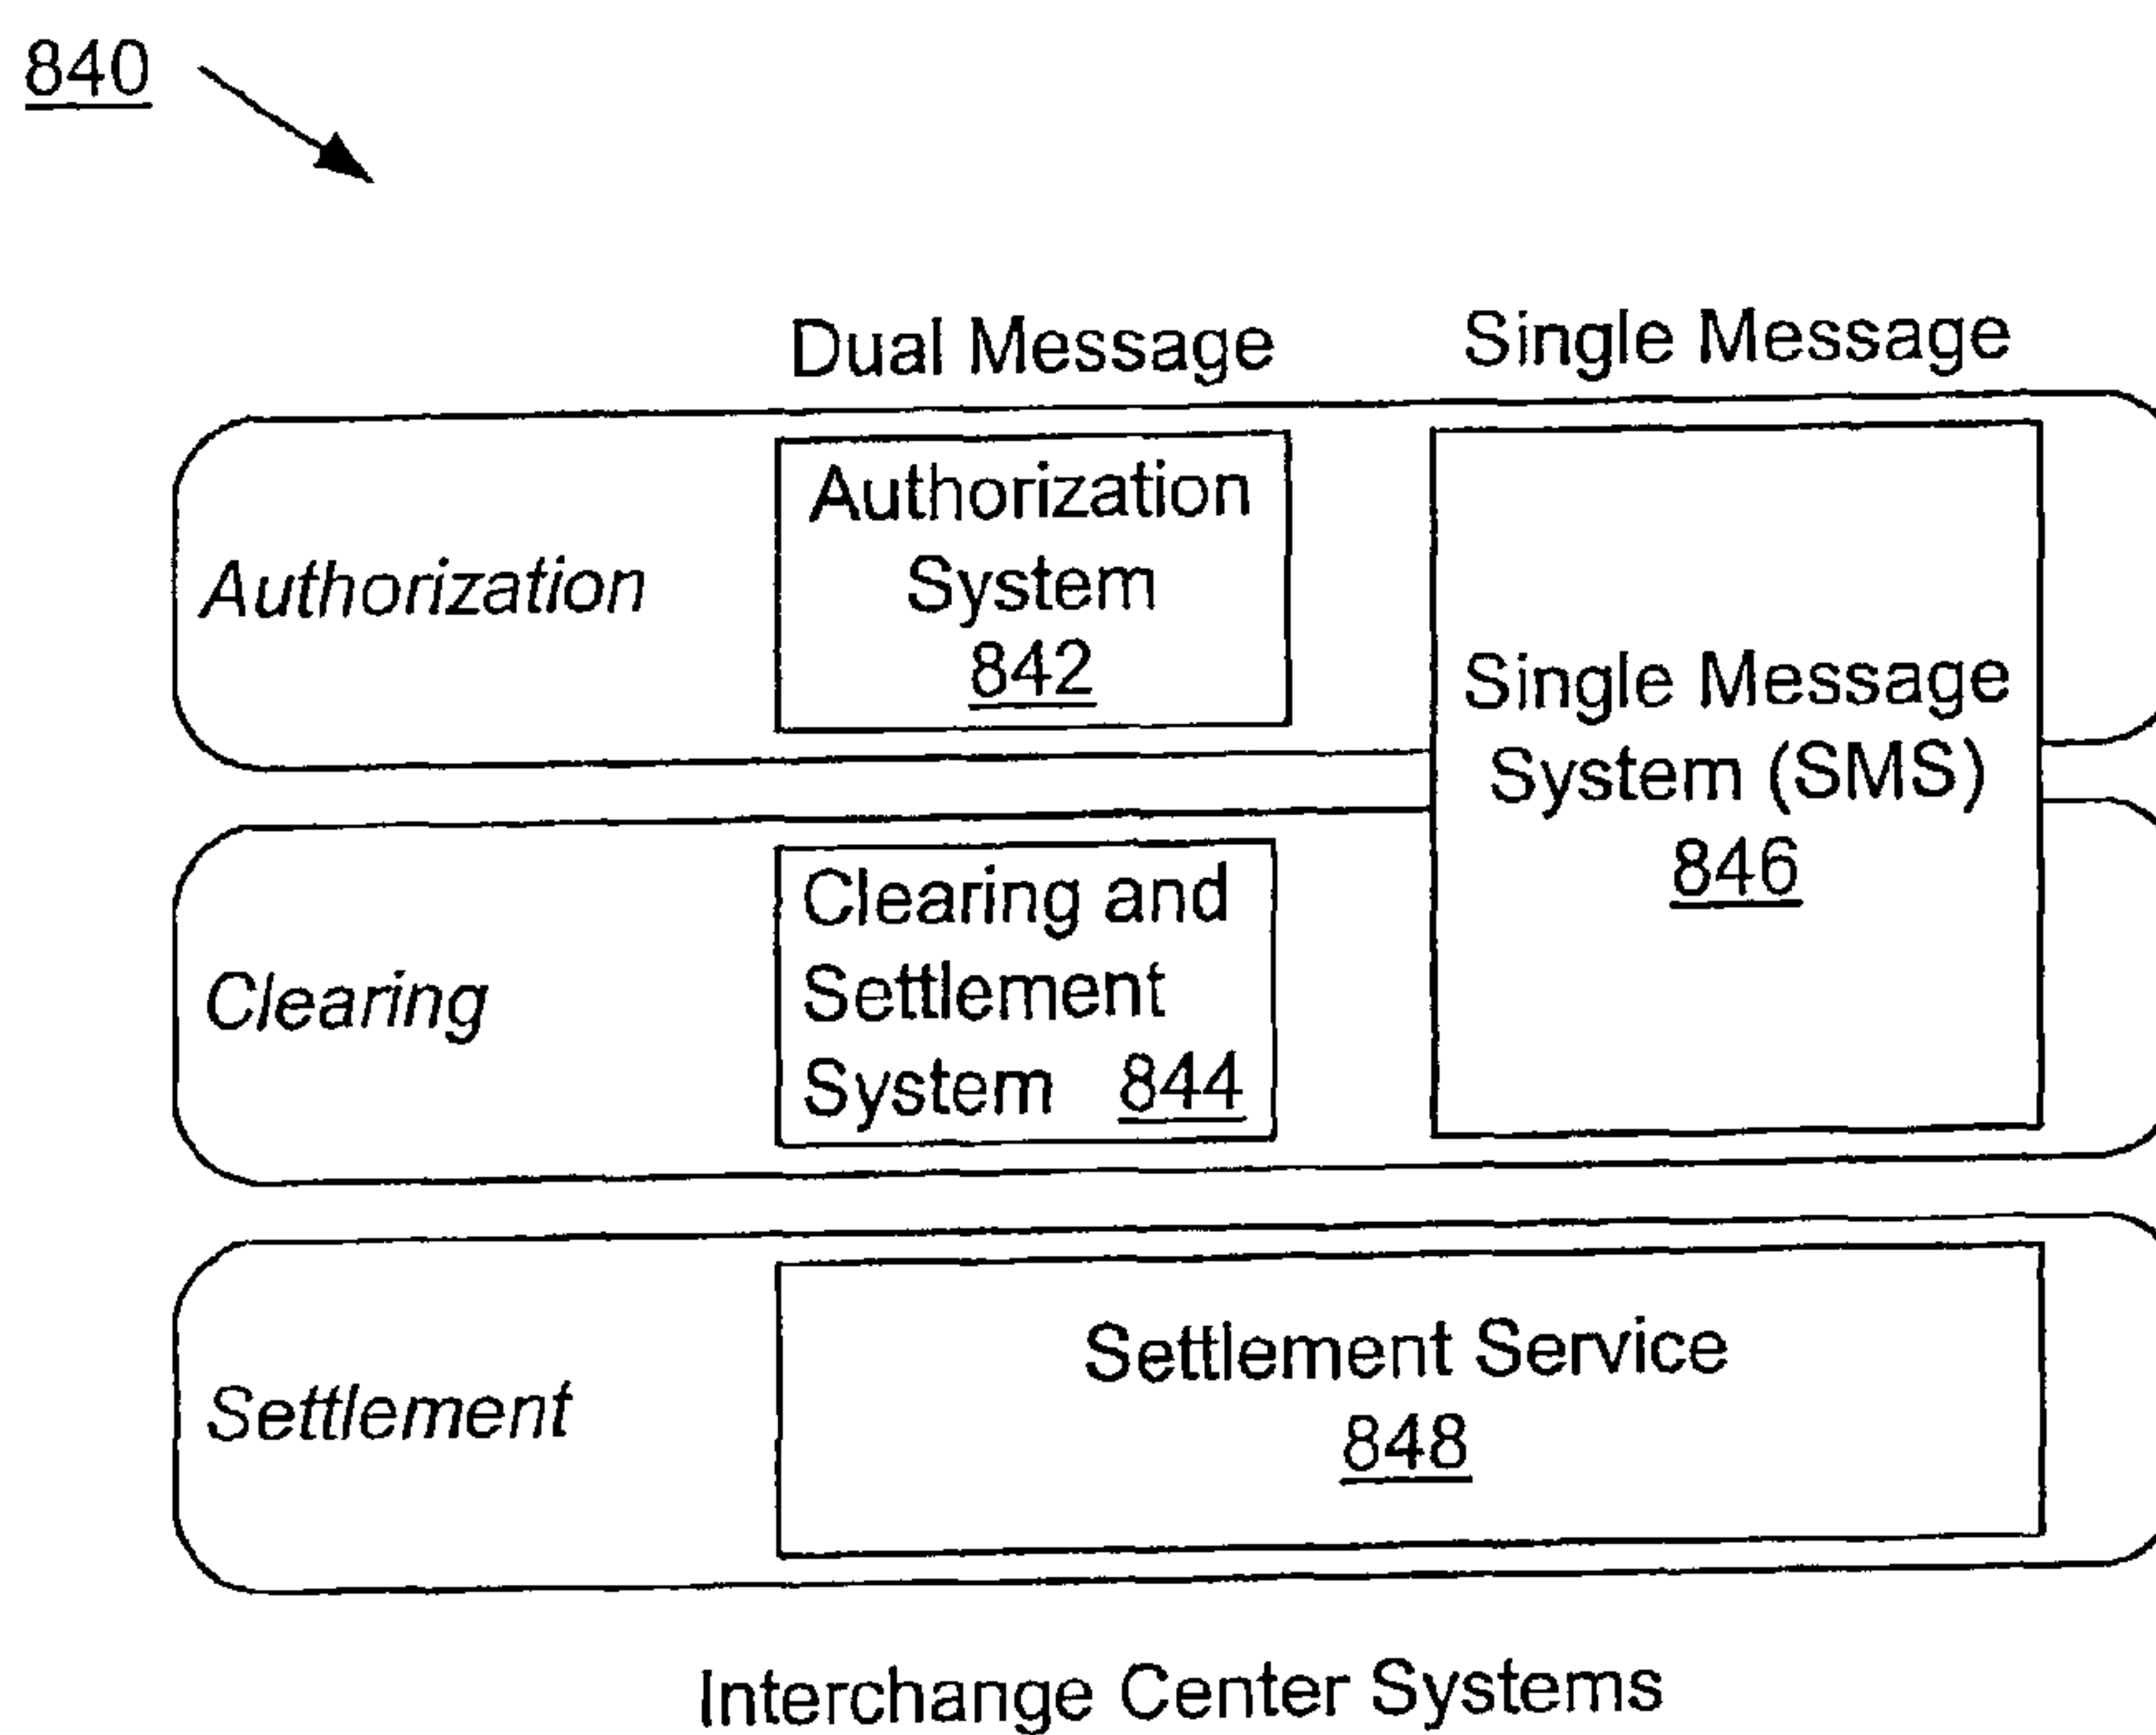 840
Dual Message
Single Message
Authorization
Authorization
System
842
Single Message
System (SMS)
846
Clearing
Clearing and
Settlement
System 844
Settlement
Settlement Service
848
Interchange Center Systems